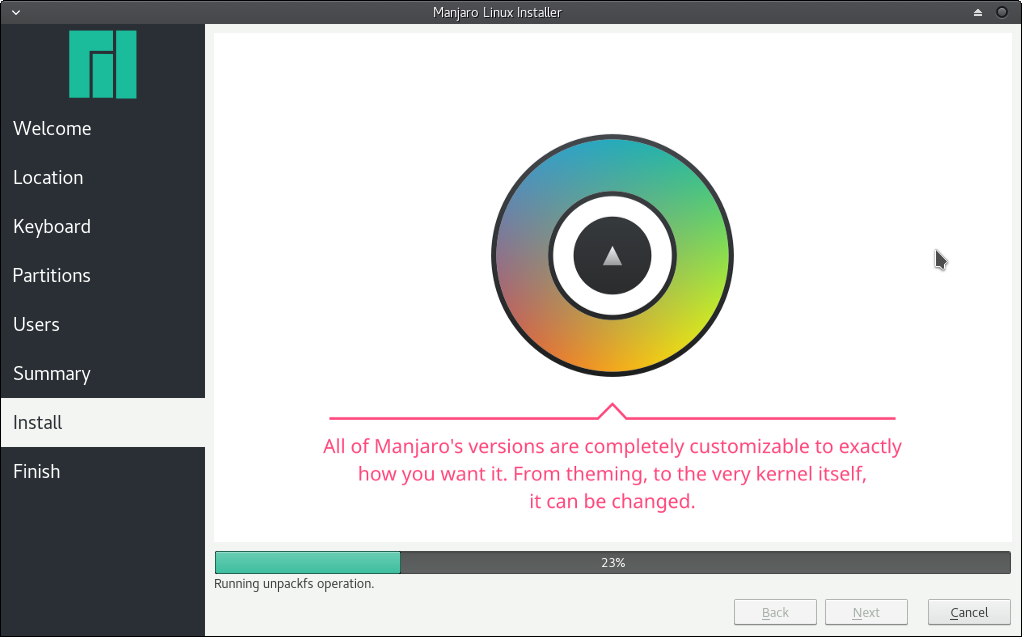 Manjaro Linux Installer
Welcome
Location
Keyboard
Partitions
Users
Summary
Install
Finish
All of Manjaro's versions are completely customizable to exactly
how you want it. From theming, to the very kernel itself,
it can be changed.
23%
Running unpackfs operation.
Back
Next
Cancel